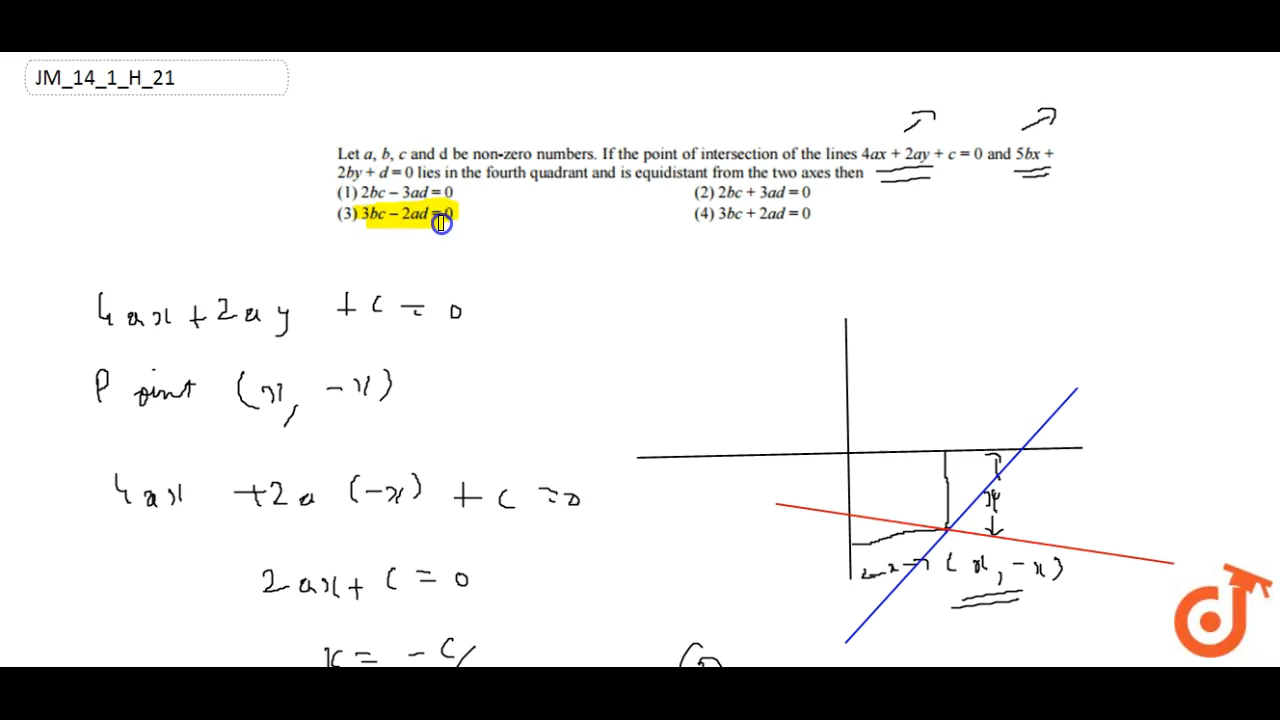 JM_14_1_H_21
Let a, b, c and d be non-zero numbers. If the point of intersection of the lines 4ax + 2ay + c = 0 and 5bx +
2by + d = 0 lies in the fourth quadrant and is equidistant from the two axes then
(1) 2bc – 3ad = 0
(2) 2bc + 3ad = 0
(3) 3bc – 2ad = 0
(4) 3bc + 2ad = 0
4ax + 2ay + c = 0
Point (x, -x)
4ax + 2a (-x) + c = 0
2ax + c = 0
x = - c/
(x, -x)